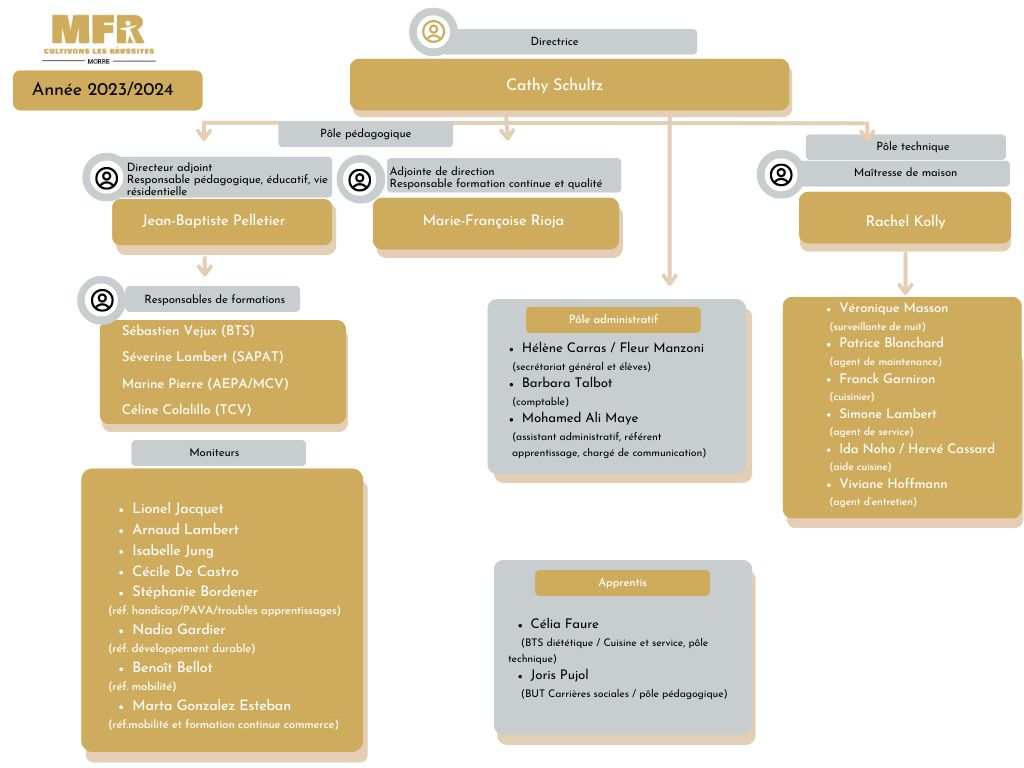 MFR
CULTIVONS LES RÉUSSITES
MORRE
Année 2023/2024
Directrice
Cathy Schultz
Pôle pédagogique
Directeur adjoint
Responsable pédagogique, éducatif, vie
résidentielle
Jean-Baptiste Pelletier
Adjointe de direction
Responsable formation continue et qualité
Marie-Françoise Rioja
Pôle technique
Maîtresse de maison
Rachel Kolly
Responsables de formations
Sébastien Vejux (BTS)
Séverine Lambert (SAPAT)
Marine Pierre (AEPA/MCV)
Céline Colalillo (TCV)
Moniteurs
• Lionel Jacquet
• Arnaud Lambert
• Isabelle Jung
• Cécile De Castro
• Stéphanie Bordener
(réf. handicap/PAVA/troubles apprentissages)
• Nadia Gardier
(réf. développement durable)
• Benoît Bellot
(réf. mobilité)
• Marta Gonzalez Esteban
(réf.mobilité et formation continue commerce)
Pôle administratif
• Hélène Carras / Fleur Manzoni
(secrétariat général et élèves)
• Barbara Talbot
(comptable)
• Mohamed Ali Maye
(assistant administratif, référent
apprentissage, chargé de communication)
Apprentis
• Célia Faure
(BTS diététique / Cuisine et service, pôle
technique)
• Joris Pujol
(BUT Carrières sociales / pôle pédagogique)
• Véronique Masson
(surveillante de nuit)
• Patrice Blanchard
(agent de maintenance)
• Franck Garniron
(cuisinier)
• Simone Lambert
(agent de service)
• Ida Noho / Hervé Cassard
(aide cuisine)
• Viviane Hoffmann
(agent d'entretien)